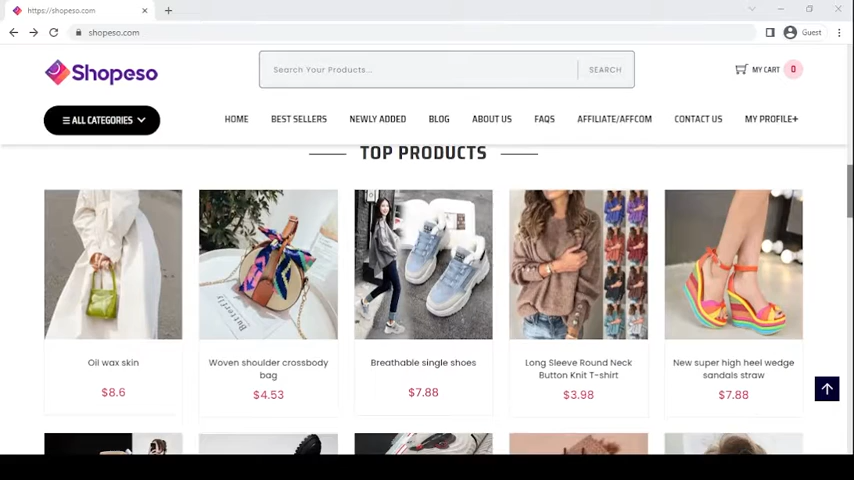 https://shopeso.com
shopeso.com
Guest
Shopeso
Search Your Products...
SEARCH
MY CART 0
ALL CATEGORIES
HOME
BEST SELLERS
NEWLY ADDED
BLOG
ABOUT US
FAQS
AFFILIATE/AFFCOM
CONTACT US
MY PROFILE+
TOP PRODUCTS
Butterfly
Oil wax skin
$8.6
Woven shoulder crossbody
bag
$4.53
Breathable single shoes
$7.88
Long Sleeve Round Neck
Button Knit T-shirt
$3.98
New super high heel wedge
sandals straw
$7.88